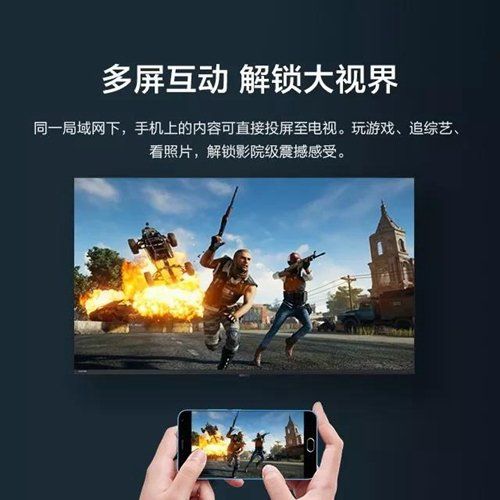 多屏互动 解锁大视界
同一局域网下，手机上的内容可直接投屏至电视。玩游戏、追综艺、
看照片，解锁影院级震撼感受。